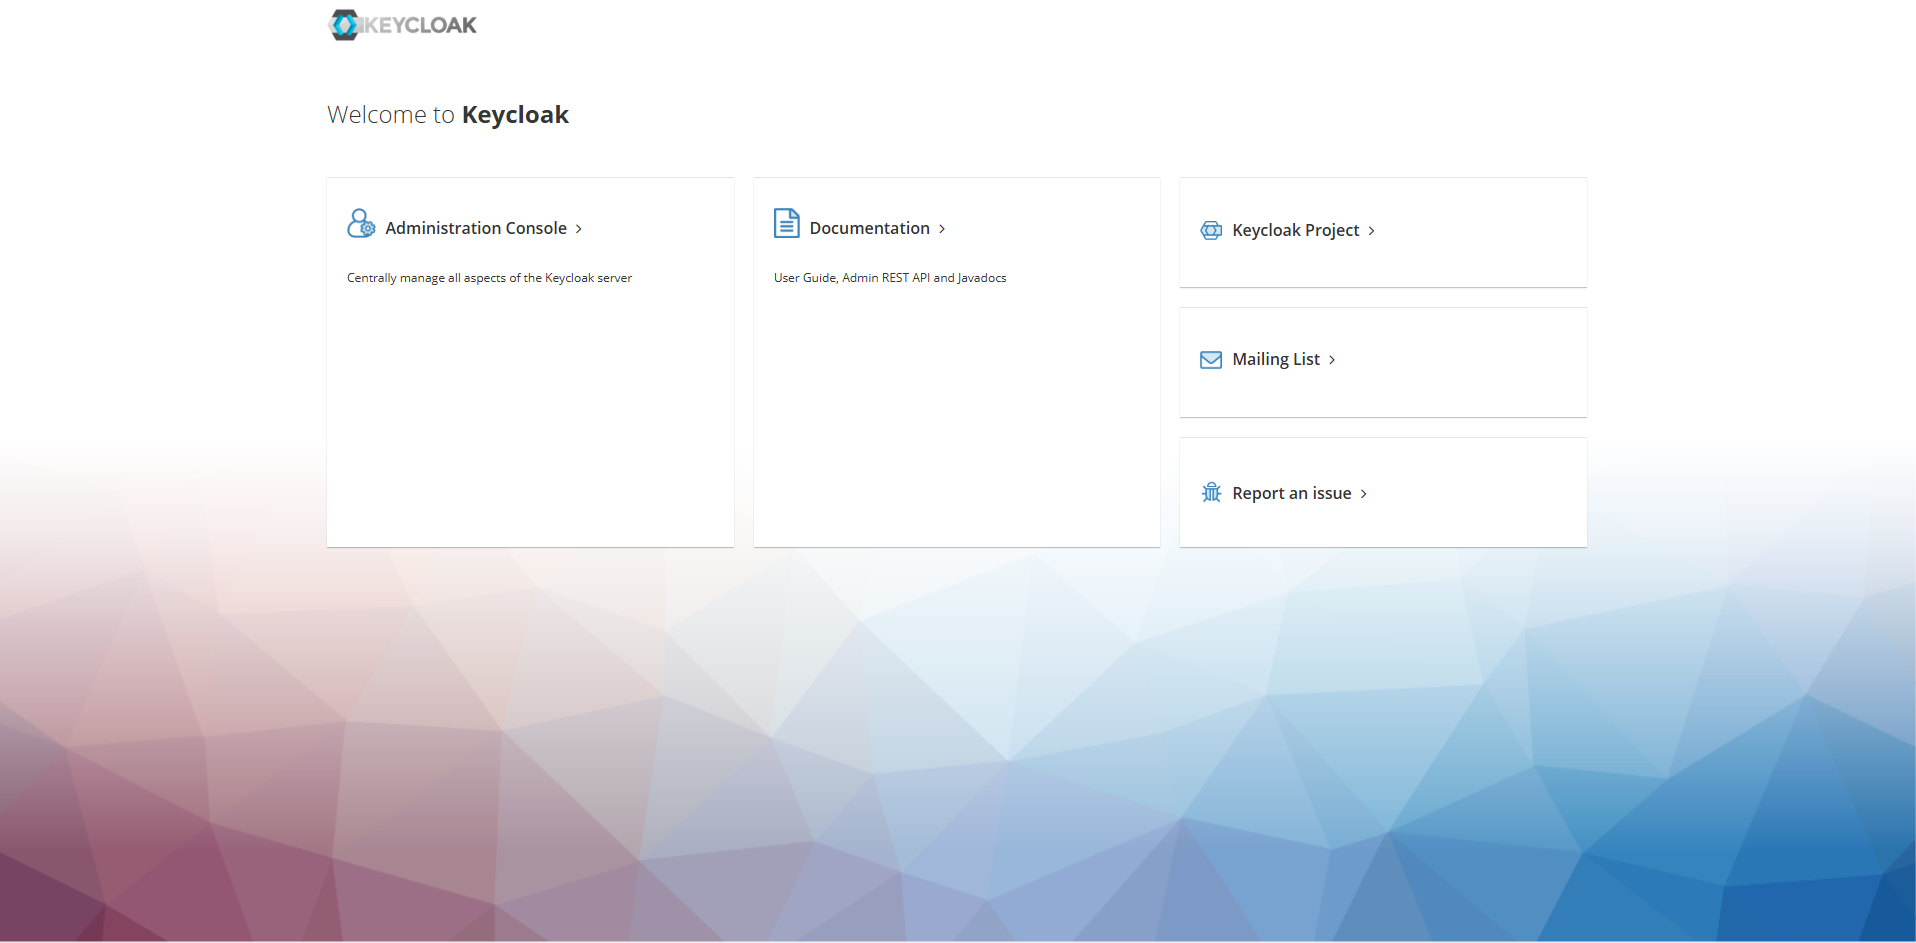 KEYCLOAK
Welcome to Keycloak
Administration Console
Centrally manage all aspects of the Keycloak server
Documentation
User Guide, Admin REST API and Javadocs
Keycloak Project
Mailing List
Report an issue